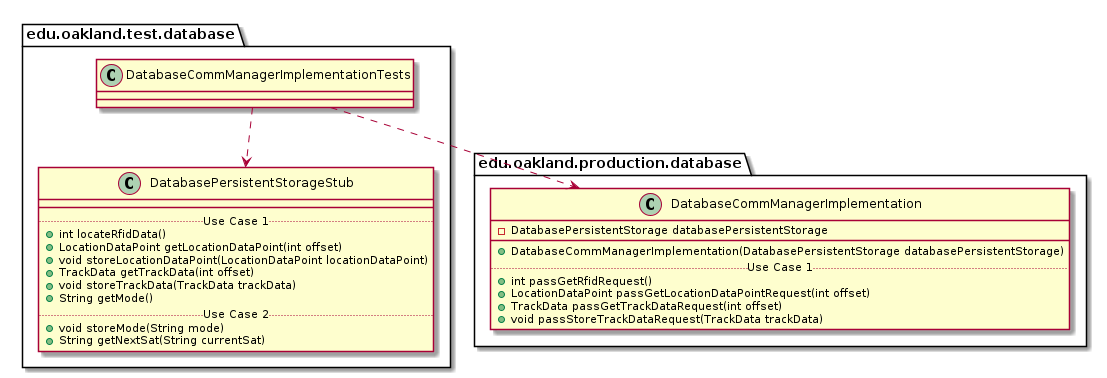 edu.oakland.test.database
C DatabaseCommManagerImplementationTests
C DatabasePersistentStorageStub
Use Case 1
int locateRfidData()
LocationDataPoint getLocationDataPoint(int offset)
void storeLocationDataPoint(LocationDataPoint locationDataPoint)
TrackData getTrackData(int offset)
void storeTrackData(TrackData trackData)
String getMode()
Use Case 2
void storeMode(String mode)
String getNextSat(String currentSat)
edu.oakland.production.database
C DatabaseCommManagerImplementation
DatabasePersistentStorage databasePersistentStorage
DatabaseCommManagerImplementation(DatabasePersistentStorage databasePersistentStorage)
Use Case 1
int passGetRfidRequest()
LocationDataPoint passGetLocationDataPointRequest(int offset)
TrackData passGetTrackDataRequest(int offset)
void passStoreTrackDataRequest(TrackData trackData)